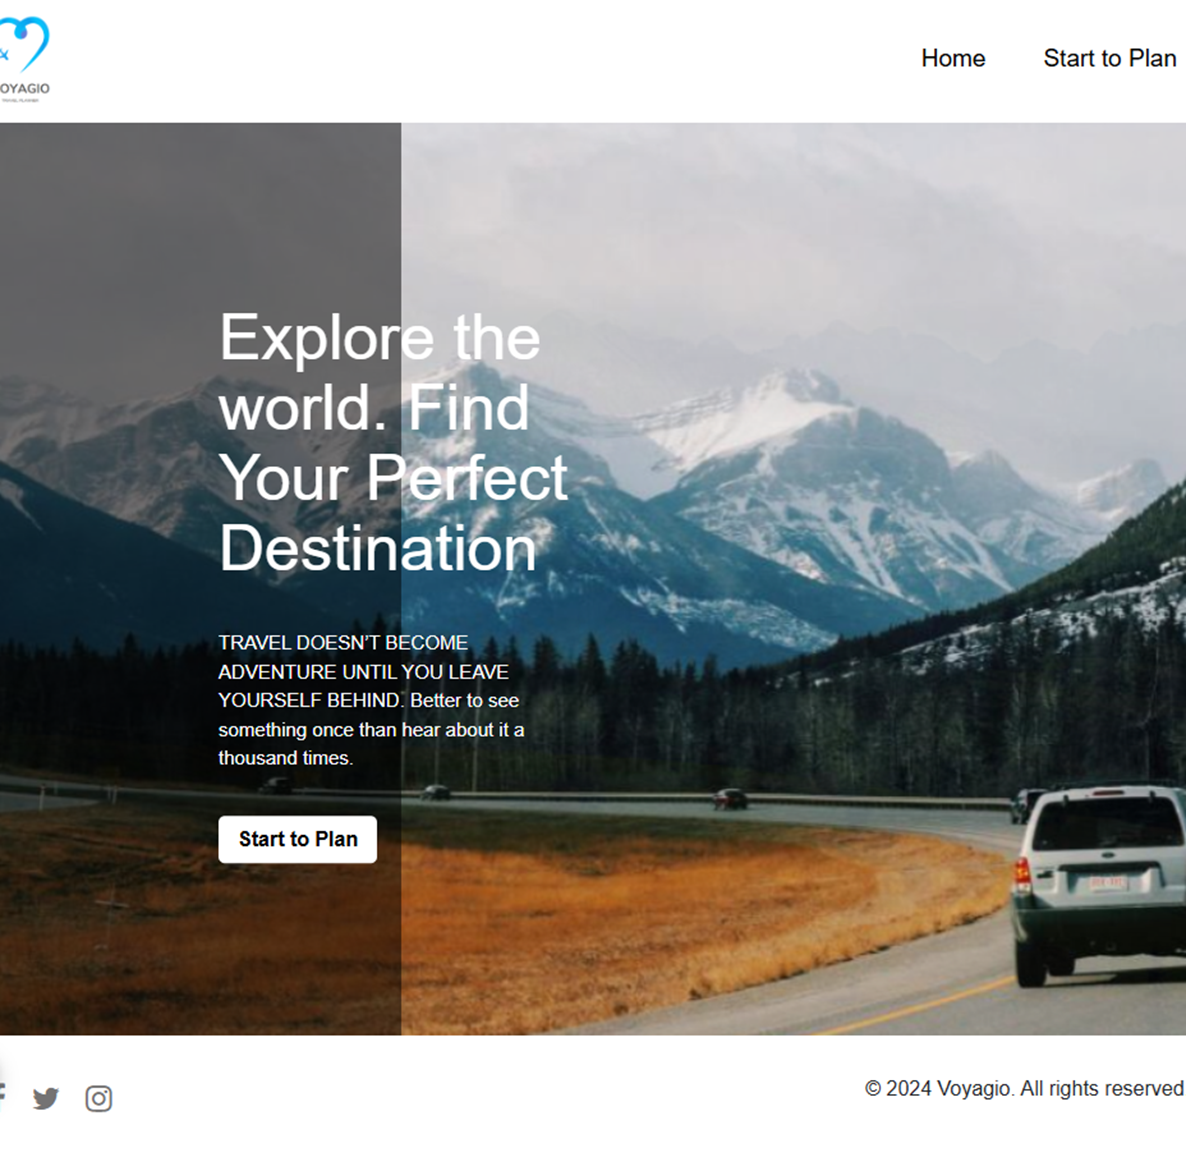 OYAGIO
TRAVEL PLANNER
Home
Start to Plan
Explore the
world. Find
Your Perfect
Destination
TRAVEL DOESN'T BECOME
ADVENTURE UNTIL YOU LEAVE
YOURSELF BEHIND. Better to see
something once than hear about it a
thousand times.
Start to Plan
© 2024 Voyagio. All rights reserved